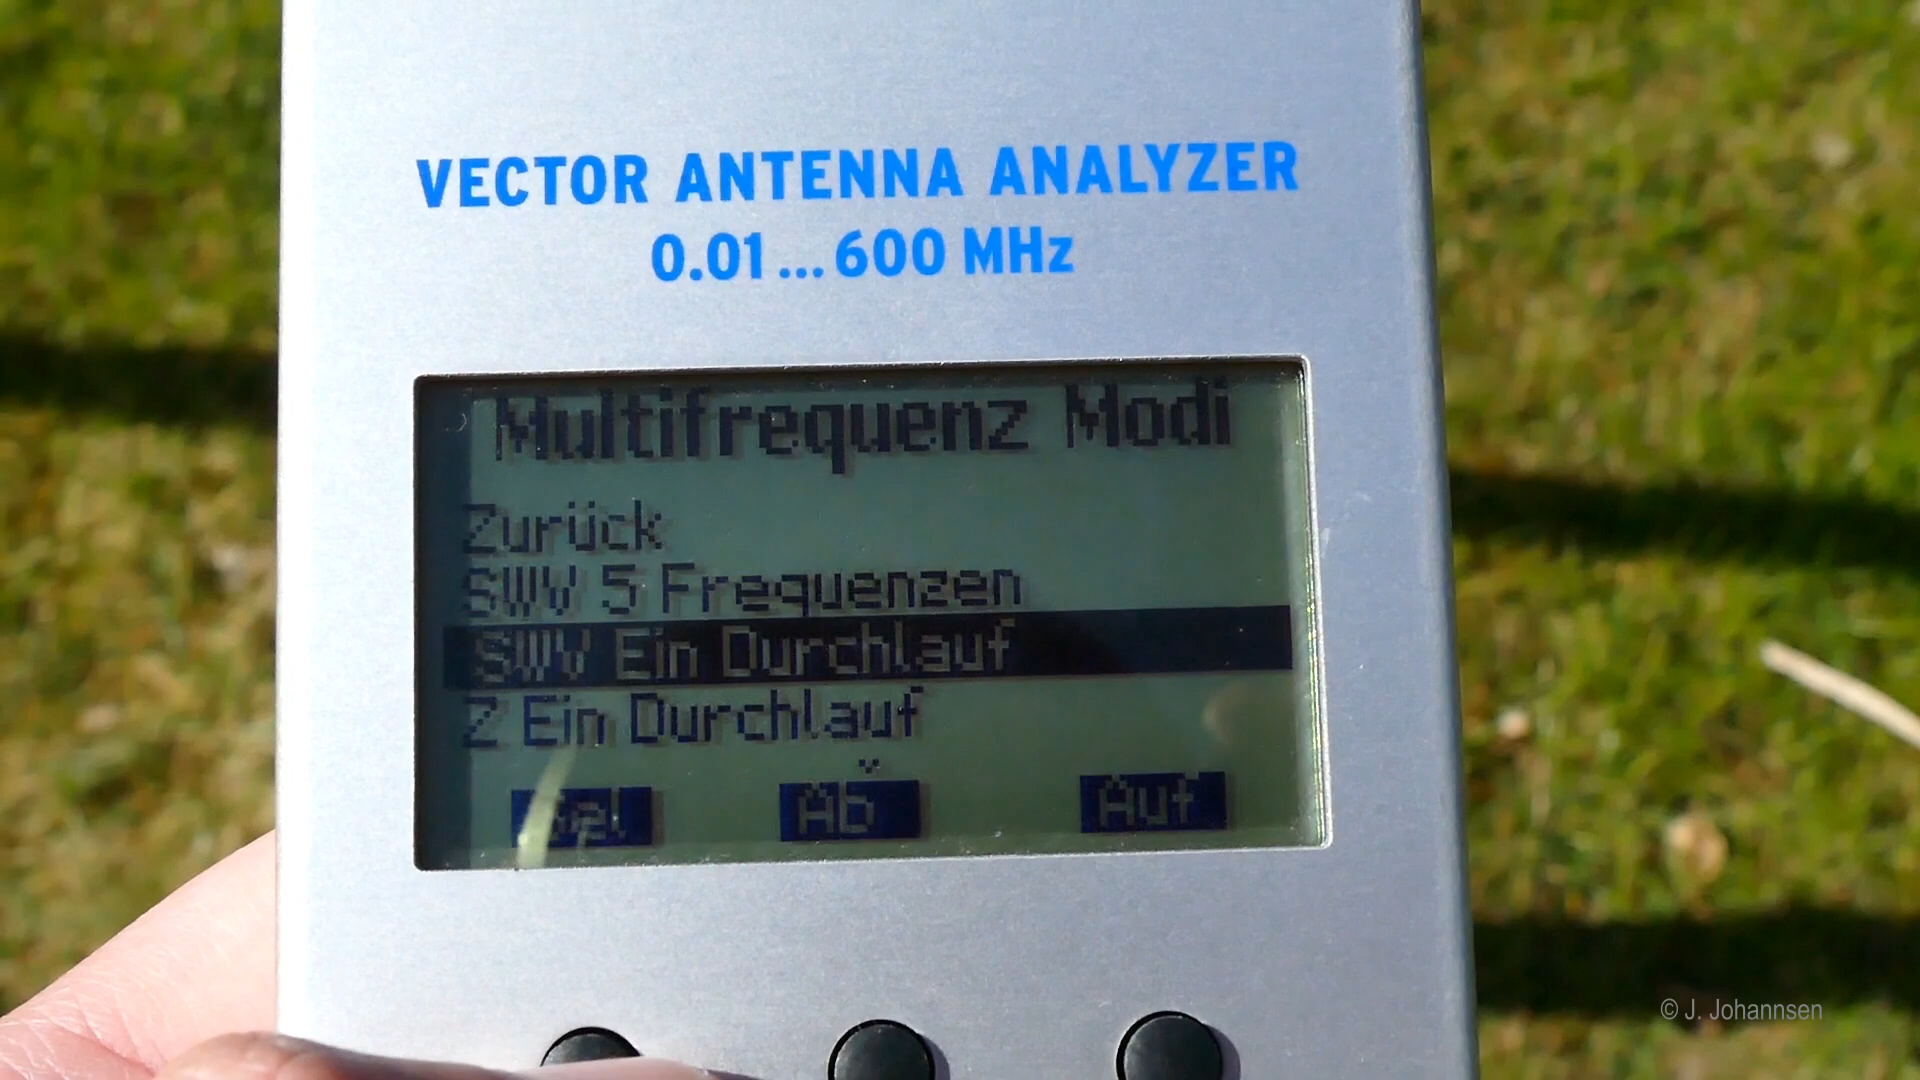 VECTOR ANTENNA ANALYZER
0.01...600 MHz
Multifrequenz Modi
Zurück
SWV 5 Frequenzen
SWV Ein Durchlauf
Z Ein Durchlauf
Ab Auf
© J. Johannsen